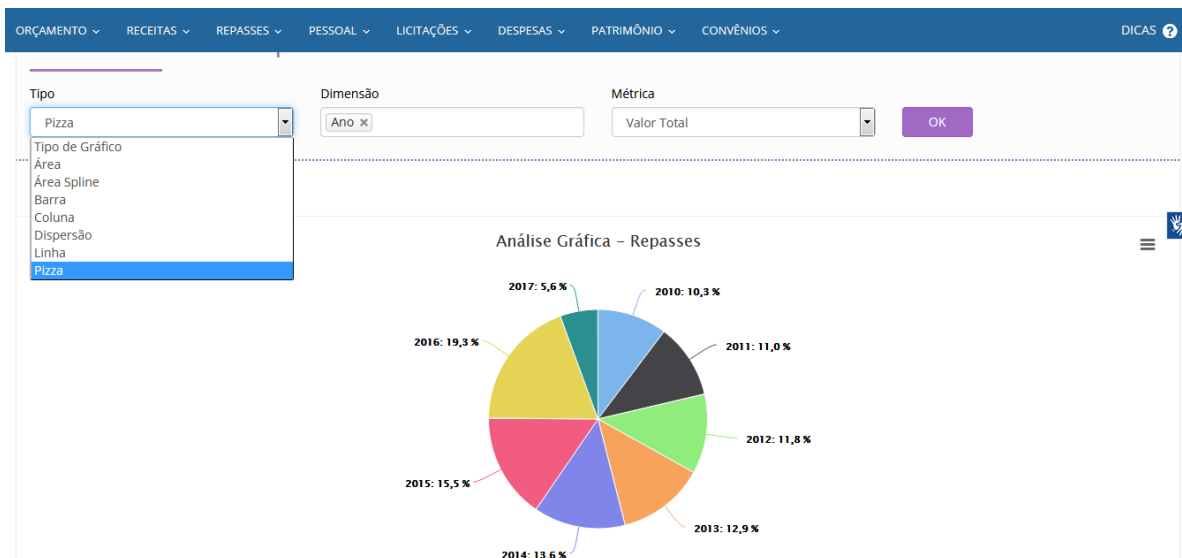 ORÇAMENTO RECEITAS REPASSES PESSOAL LICITAÇÕES DESPESAS PATRIMÔNIO CONVÊNIOS DICAS ?
Tipo Dimensão Métrica
Pizza Ano × Valor Total OK
Tipo de Gráfico
Área
Área Spline
Barra
Coluna
Dispersão
Linha
Pizza
Análise Gráfica - Repasses
2017: 5,6 %
2010: 10,3 %
2016: 19,3 %
2011: 11,0 %
2012: 11,8 %
2015: 15,5 %
2013: 12,9 %
2014: 13,6 %